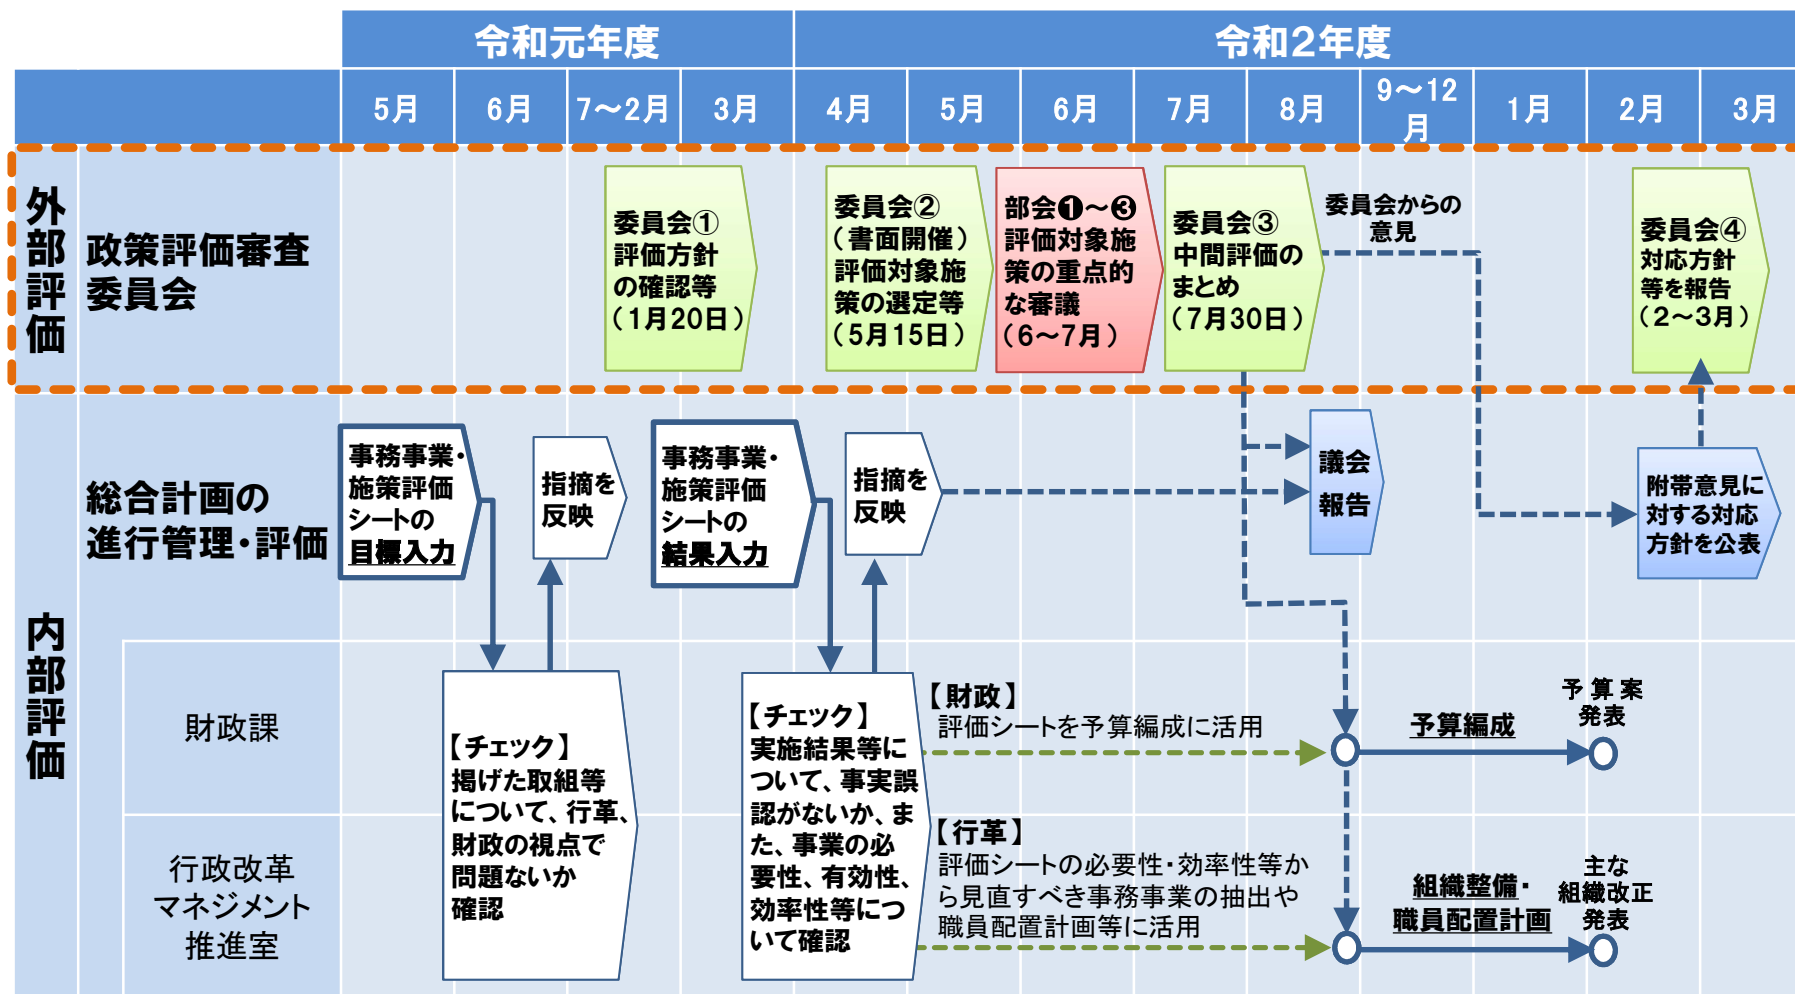 令和元年度
令和2年度
5月
6月
7～2月
3月
4月
5月
6月
7月
8月
9～12
月
1月
2月
3月
外部評価
政策評価審査
委員会
委員会①
評価方針
の確認等
（1月20日）
委員会②
（書面開催）
評価対象施
策の選定等
（5月15日）
部会❶～❸
評価対象施
策の重点的
な審議
（6～7月）
委員会③
中間評価の
まとめ
（7月30日）
委員会からの
意見
委員会④
対応方針
等を報告
（2～3月）
内部評価
総合計画の
進行管理・評価
事務事業・
施策評価
シートの
目標入力
指摘を
反映
事務事業・
施策評価
シートの
結果入力
指摘を
反映
議会
報告
附帯意見に
対する対応
方針を公表
財政課
【チェック】
掲げた取組等
について、行革、
財政の視点で
問題ないか
確認
【チェック】
実施結果等に
ついて、事実誤
認がないか、ま
た、事業の必
要性、有効性、
効率性等につ
いて確認
【財政】
評価シートを予算編成に活用
予算編成
予算案
発表
行政改革
マネジメント
推進室
【行革】
評価シートの必要性・効率性等か
ら見直すべき事務事業の抽出や
職員配置計画等に活用
組織整備・
職員配置計画
主な
組織改正
発表